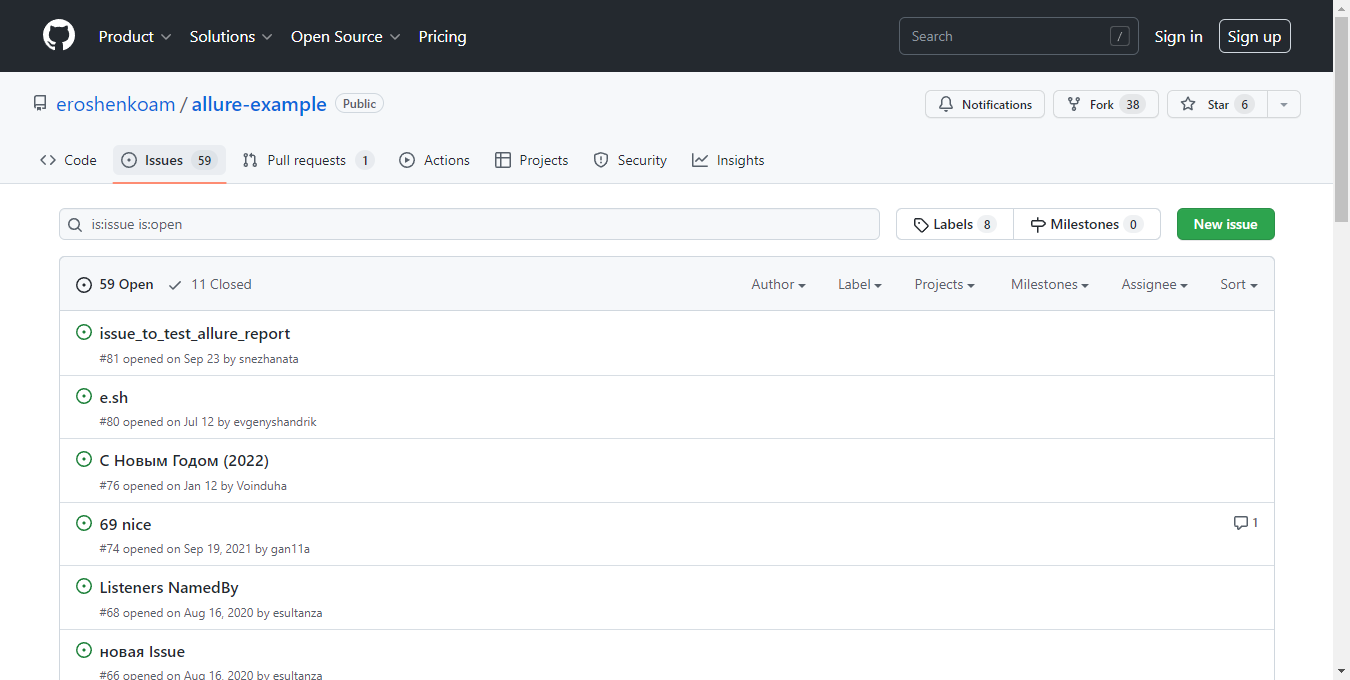 Product Solutions Open Source Pricing Search / Sign in Sign up
eroshenkoam / allure-example Public Notifications Fork 38 Star 6
Code Issues 59 Pull requests 1 Actions Projects Security Insights
is:issue is:open Labels 8 Milestones 0 New issue
59 Open 11 Closed Author Label Projects Milestones Assignee Sort
issue_to_test_allure_report
#81 opened on Sep 23 by snezhanata
e.sh
#80 opened on Jul 12 by evgenyshandrik
С Новым Годом (2022)
#76 opened on Jan 12 by Voinduha
69 nice 1
#74 opened on Sep 19, 2021 by gan11a
Listeners NamedBy
#68 opened on Aug 16, 2020 by esultanza
новая Issue
#66 opened on Aug 16, 2020 by esultanza